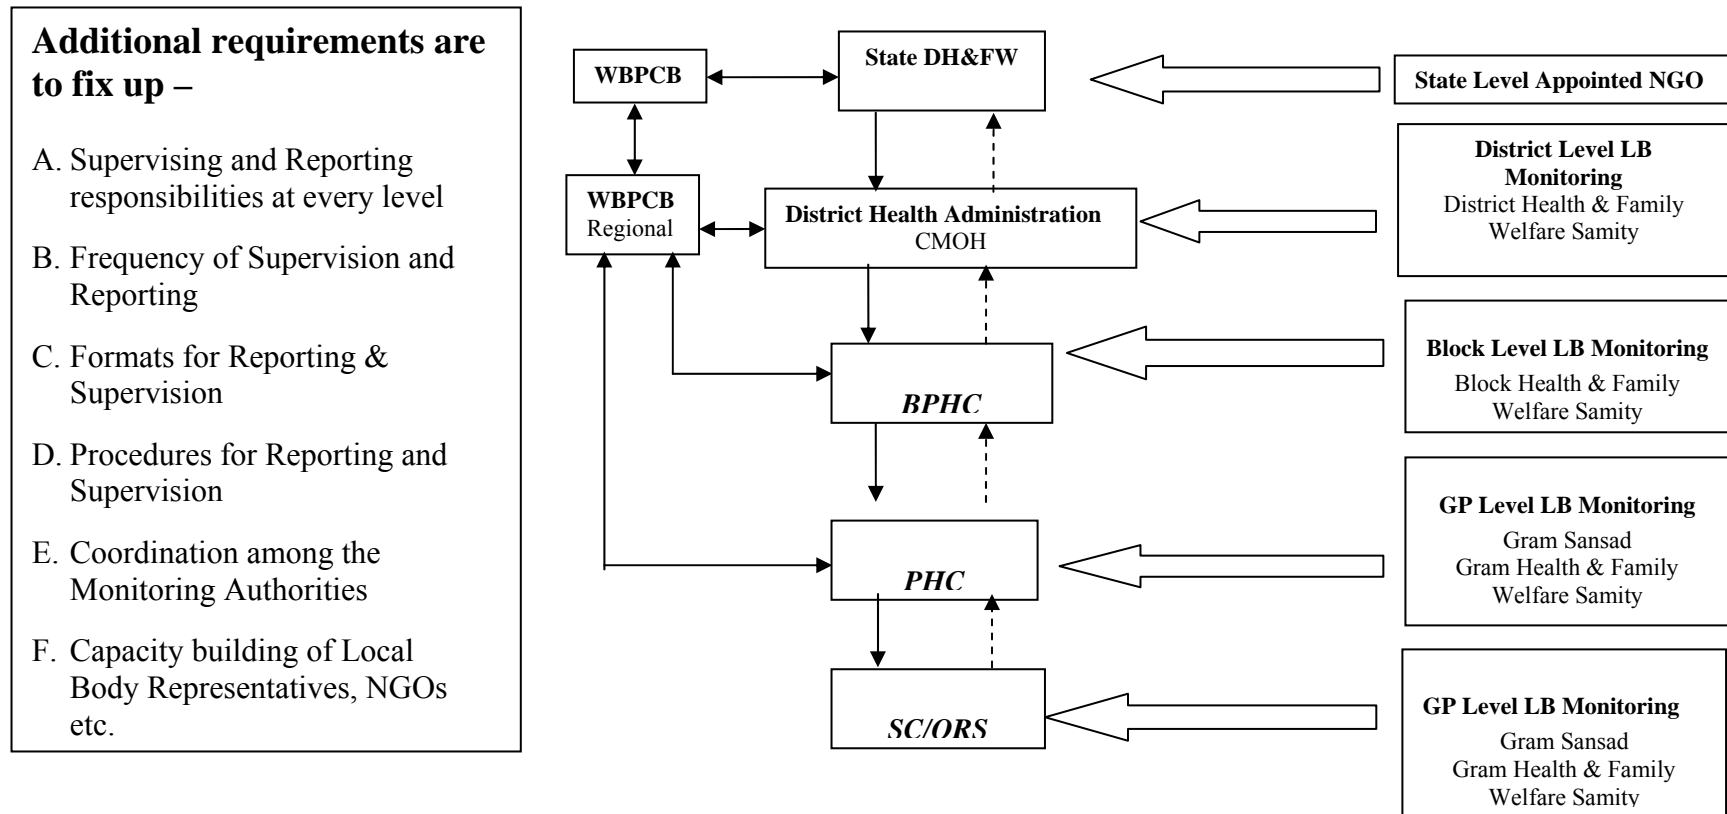 Additional requirements are
to fix up –
A. Supervising and Reporting
responsibilities at every level
B. Frequency of Supervision and
Reporting
C. Formats for Reporting &
Supervision
D. Procedures for Reporting and
Supervision
E. Coordination among the
Monitoring Authorities
F. Capacity building of Local
Body Representatives, NGOs
etc.
WBPCB
State DH&FW
State Level Appointed NGO
WBPCB
Regional
District Health Administration
CMOH
District Level LB
Monitoring
District Health & Family
Welfare Samity
BPHC
Block Level LB Monitoring
Block Health & Family
Welfare Samity
PHC
GP Level LB Monitoring
Gram Sansad
Gram Health & Family
Welfare Samity
SC/ORS
GP Level LB Monitoring
Gram Sansad
Gram Health & Family
Welfare Samity